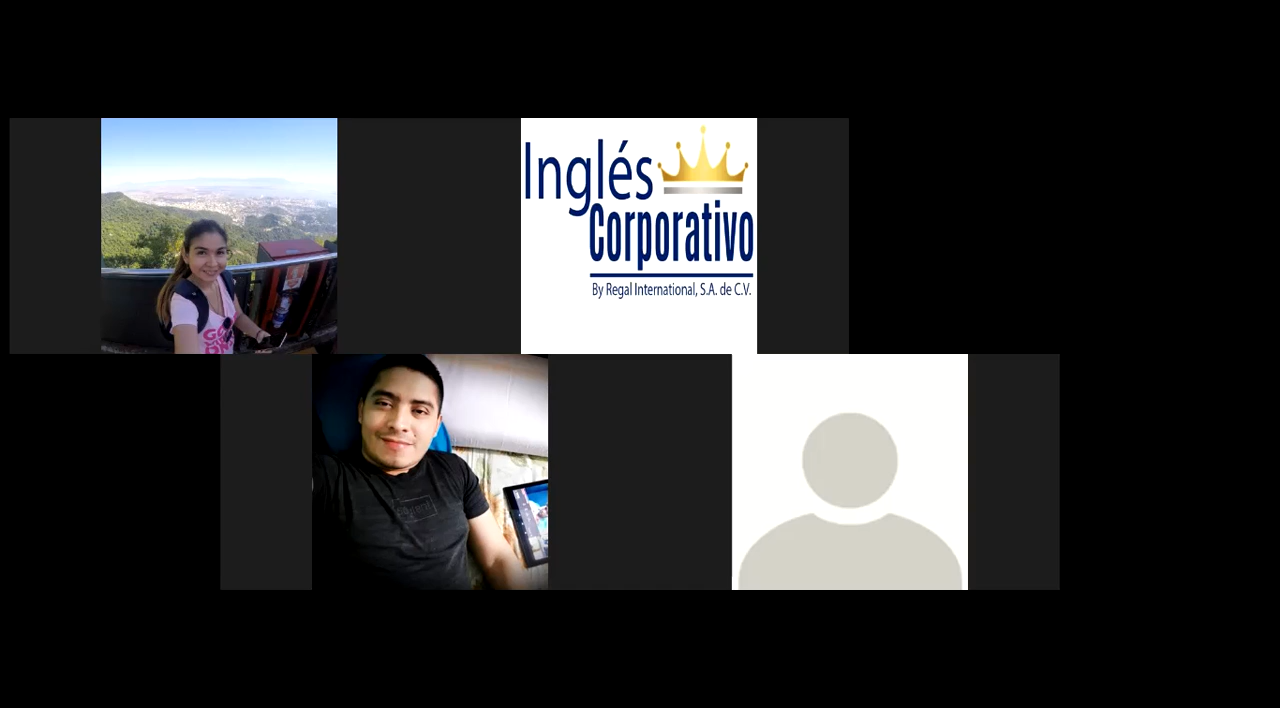 Inglés
Corporativo
By Regal International, S.A. de C.V.